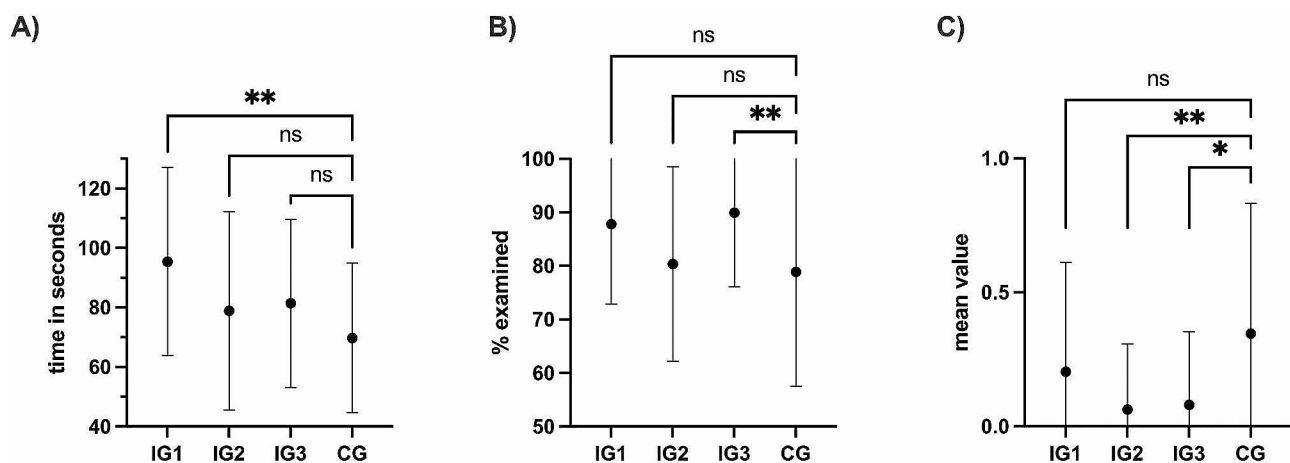 A)
**
ns
ns
120
100
80
60
40
time in seconds
IG1 IG2 IG3 CG
B)
ns
ns
**
100
90
80
70
60
50
% examined
IG1 IG2 IG3 CG
C)
ns
**
*
1.0
0.5
0.0
mean value
IG1 IG2 IG3 CG